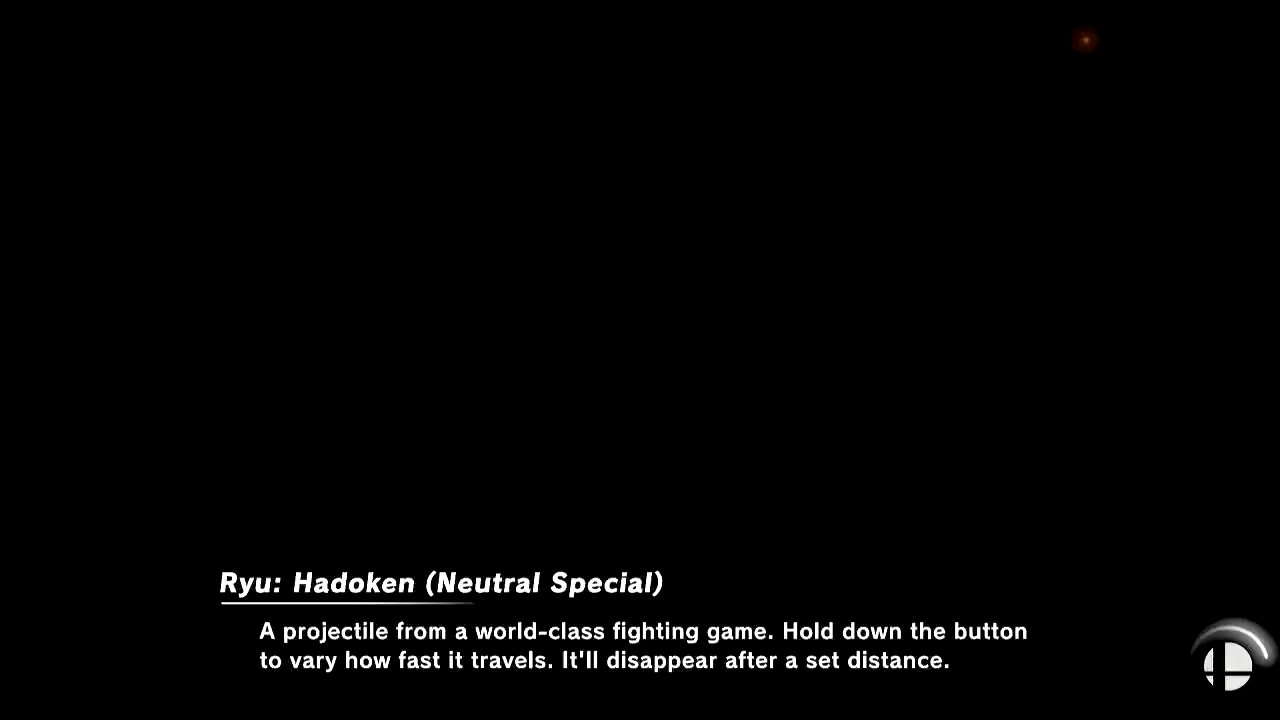 Ryu: Hadoken (Neutral Special)
A projectile from a world-class fighting game. Hold down the button
to vary how fast it travels. It'll disappear after a set distance.